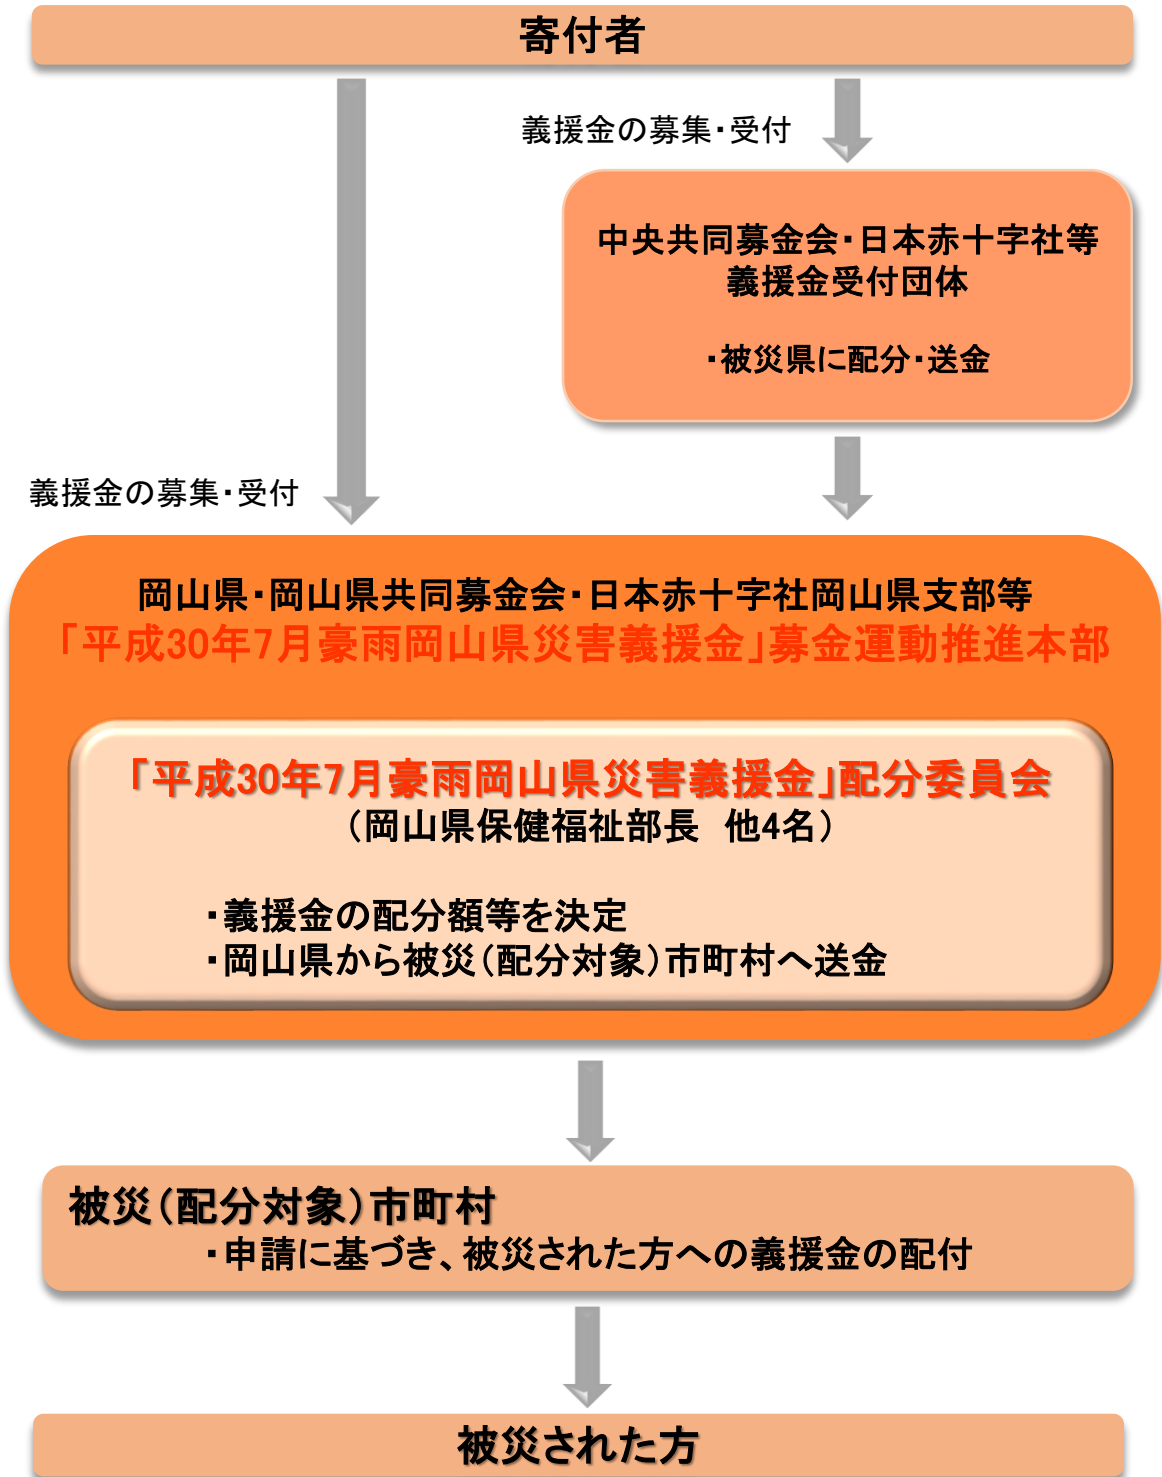 寄付者
義援金の募集・受付
中央共同募金会・日本赤十字社等
義援金受付団体
・被災県に配分・送金
義援金の募集・受付
岡山県・岡山県共同募金会・日本赤十字社岡山県支部等
「平成30年7月豪雨岡山県災害義援金」募金運動推進本部
「平成30年7月豪雨岡山県災害義援金」配分委員会
（岡山県保健福祉部長　他4名）
・義援金の配分額等を決定
・岡山県から被災（配分対象）市町村へ送金
被災（配分対象）市町村
・申請に基づき、被災された方への義援金の配付
被災された方